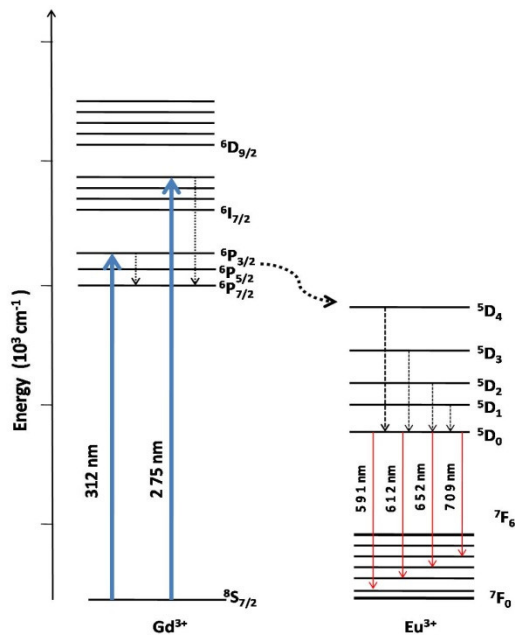 Energy (10³ cm⁻¹)
⁶D₉/₂
⁶I₇/₂
⁶P₃/₂
⁶P₅/₂
⁶P₇/₂
312 nm
275 nm
⁸S₇/₂
Gd³⁺
⁵D₄
⁵D₃
⁵D₂
⁵D₁
⁵D₀
591 nm
612 nm
652 nm
709 nm
⁷F₆
⁷F₀
Eu³⁺